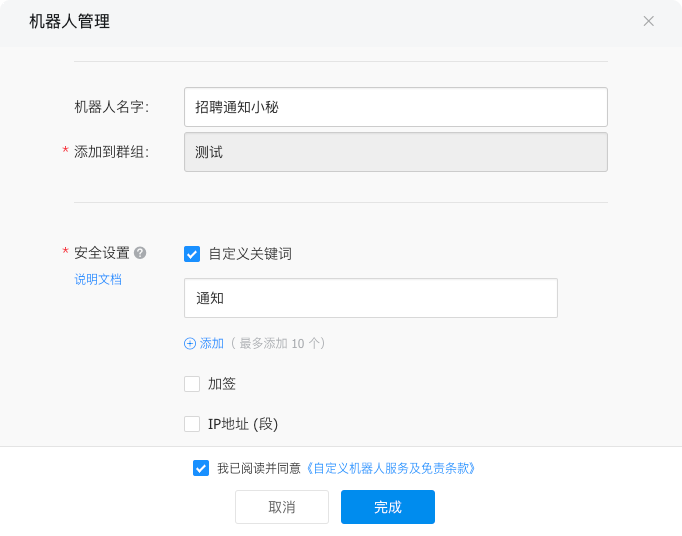 机器人管理
机器人名字：
招聘通知小秘
* 添加到群组：
测试
* 安全设置 ?
自定义关键词
说明文档
通知
添加（ 最多添加 10 个）
加签
IP地址 (段)
我已阅读并同意《自定义机器人服务及免责条款》
取消
完成